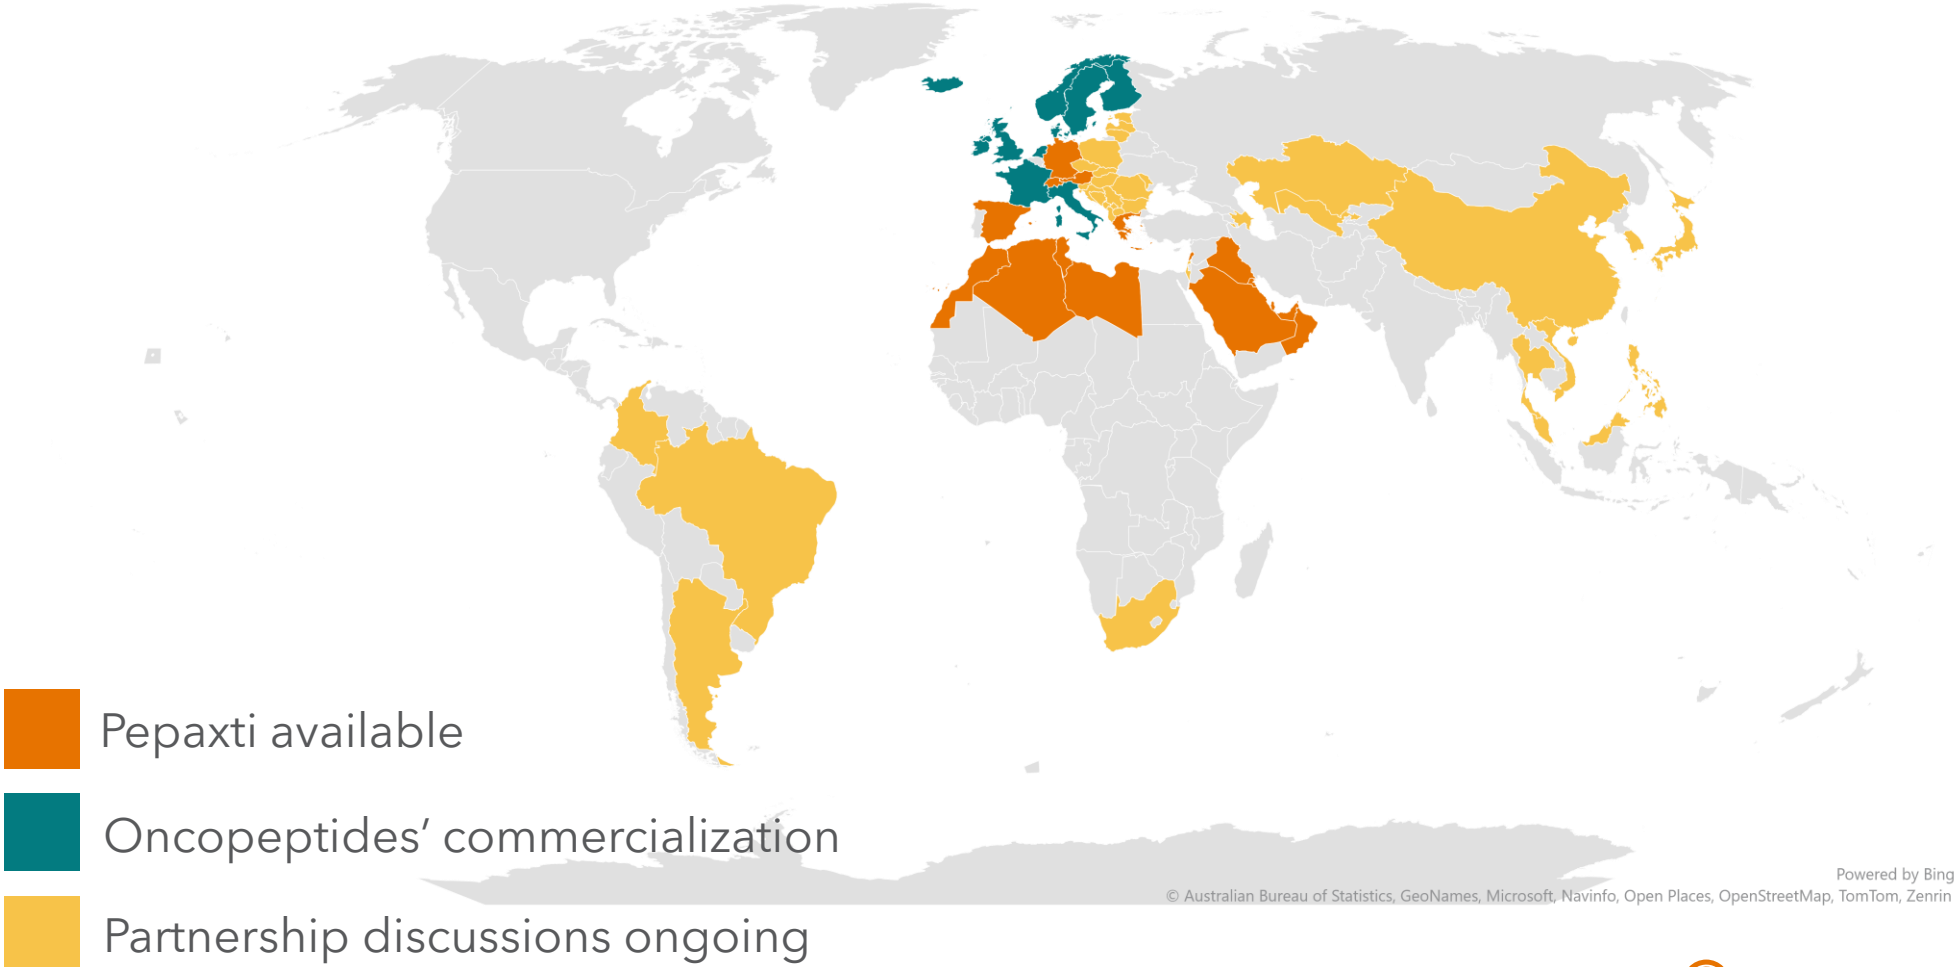 Pepaxti available
Oncopeptides’ commercialization
Partnership discussions ongoing
Powered by Bing
© Australian Bureau of Statistics, GeoNames, Microsoft, Navinfo, Open Places, OpenStreetMap, TomTom, Zenrin